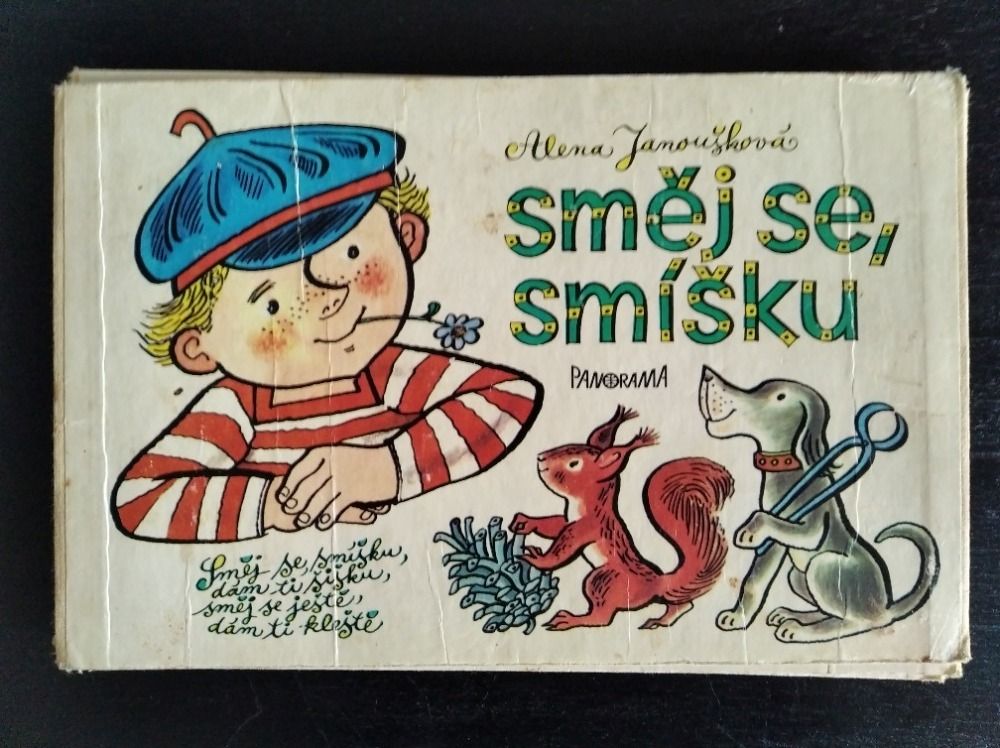 Alena Janoušková
směj se,
smíšku
PANORAMA
Směj se, smíšku,
dám ti šišku,
směj se ještě,
dám ti kleště